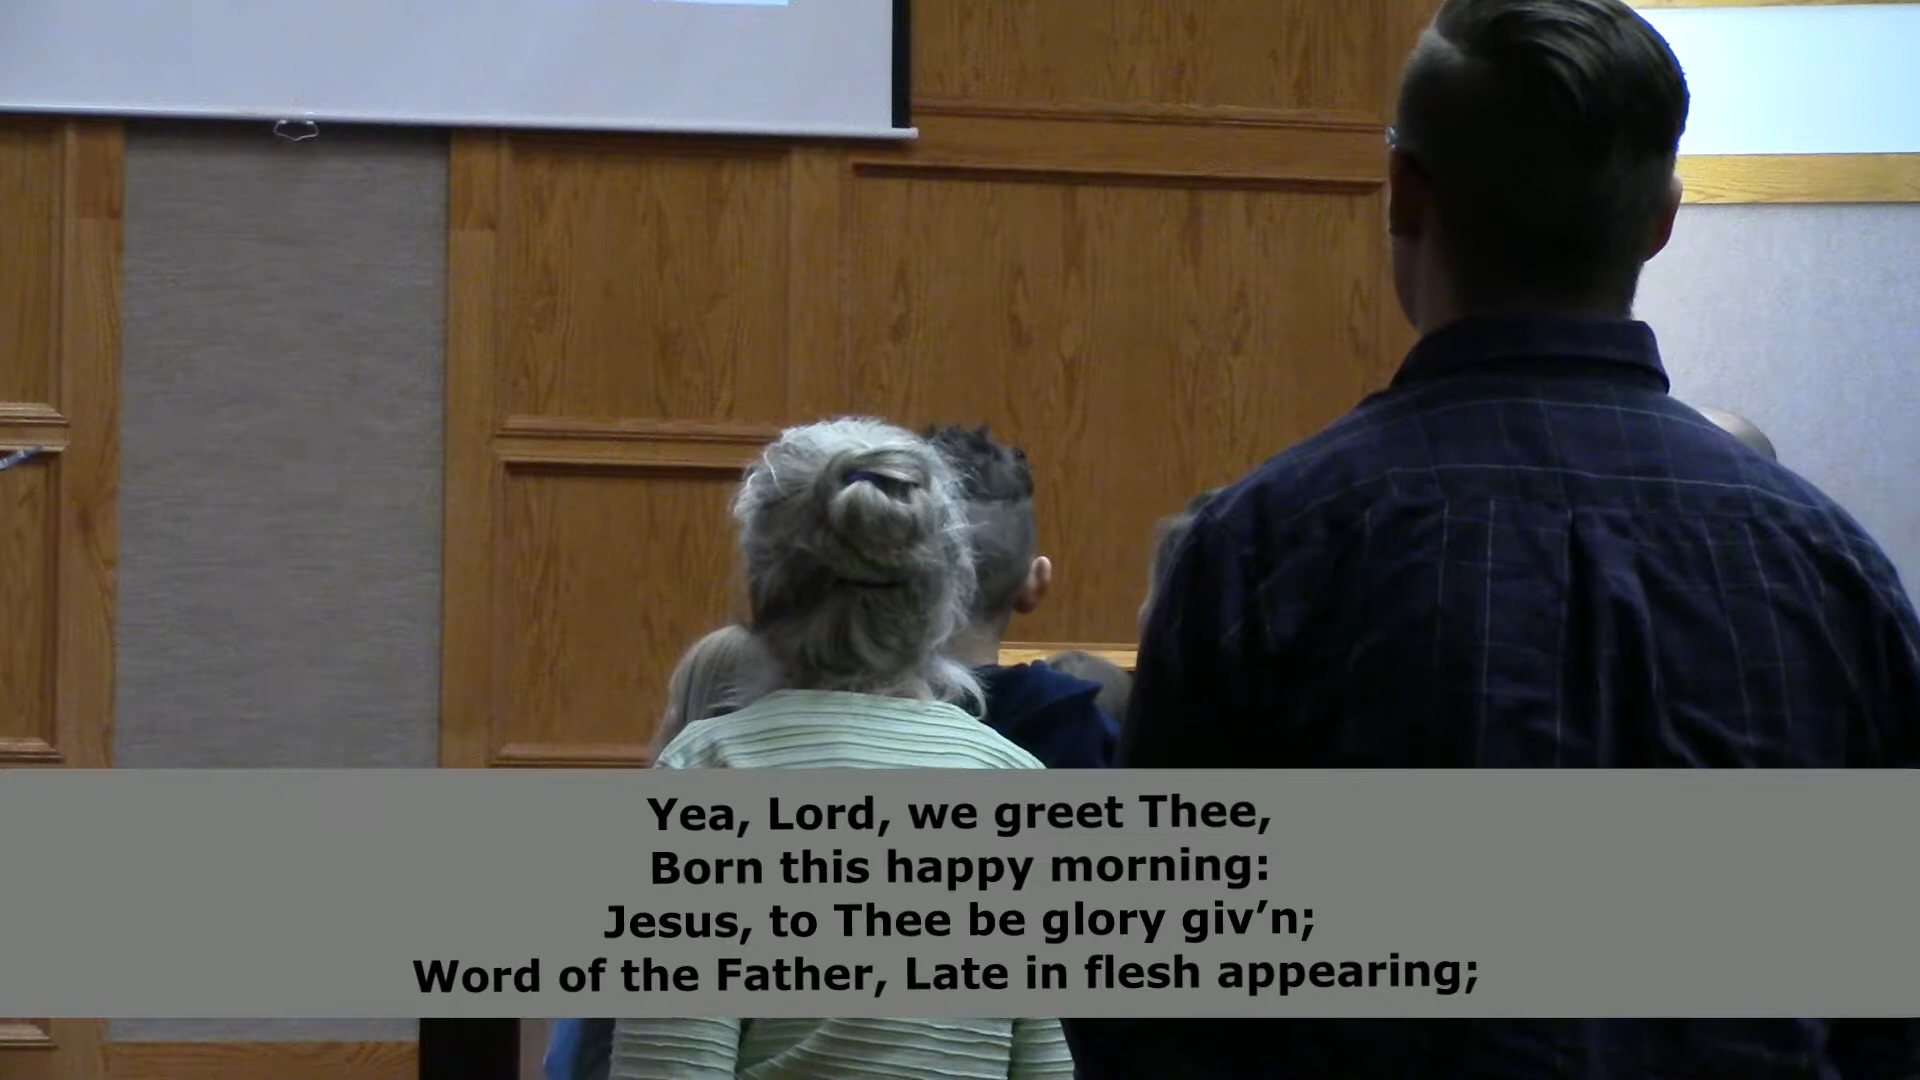 Yea, Lord, we greet Thee,
Born this happy morning:
Jesus, to Thee be glory giv’n;
Word of the Father, Late in flesh appearing;